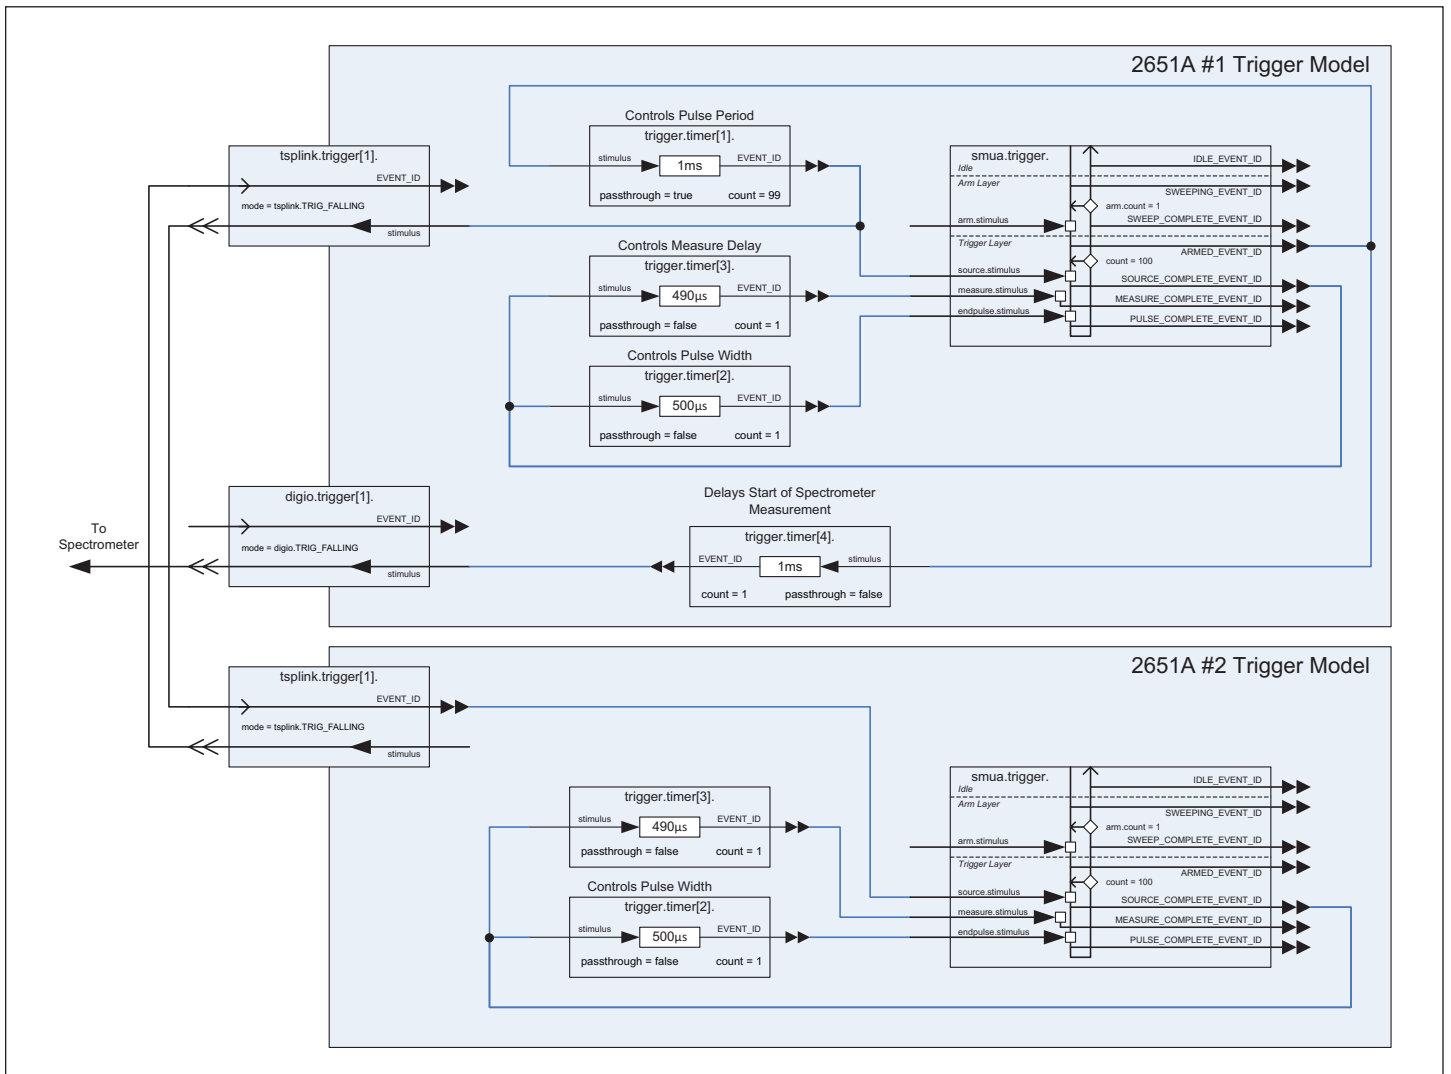 2651A #1 Trigger Model
Controls Pulse Period
trigger.timer[1].
stimulus
1ms
EVENT_ID
passthrough = true
count = 99
tsplink.trigger[1].
EVENT_ID
mode = tsplink.TRIG_FALLING
stimulus
Controls Measure Delay
trigger.timer[3].
stimulus
490µs
EVENT_ID
passthrough = false
count = 1
Controls Pulse Width
trigger.timer[2].
stimulus
500µs
EVENT_ID
passthrough = false
count = 1
smua.trigger.
Idle
Arm Layer
arm.stimulus
Trigger Layer
source.stimulus
measure.stimulus
endpulse.stimulus
IDLE_EVENT_ID
SWEEPING_EVENT_ID
arm.count = 1
SWEEP_COMPLETE_EVENT_ID
ARMED_EVENT_ID
count = 100
SOURCE_COMPLETE_EVENT_ID
MEASURE_COMPLETE_EVENT_ID
PULSE_COMPLETE_EVENT_ID
To
Spectrometer
digio.trigger[1].
EVENT_ID
mode = digio.TRIG_FALLING
stimulus
Delays Start of Spectrometer
Measurement
trigger.timer[4].
EVENT_ID
1ms
stimulus
count = 1
passthrough = false
2651A #2 Trigger Model
tsplink.trigger[1].
EVENT_ID
mode = tsplink.TRIG_FALLING
stimulus
trigger.timer[3].
stimulus
490µs
EVENT_ID
passthrough = false
count = 1
Controls Pulse Width
trigger.timer[2].
stimulus
500µs
EVENT_ID
passthrough = false
count = 1
smua.trigger.
Idle
Arm Layer
arm.stimulus
Trigger Layer
source.stimulus
measure.stimulus
endpulse.stimulus
IDLE_EVENT_ID
SWEEPING_EVENT_ID
arm.count = 1
SWEEP_COMPLETE_EVENT_ID
ARMED_EVENT_ID
count = 100
SOURCE_COMPLETE_EVENT_ID
MEASURE_COMPLETE_EVENT_ID
PULSE_COMPLETE_EVENT_ID